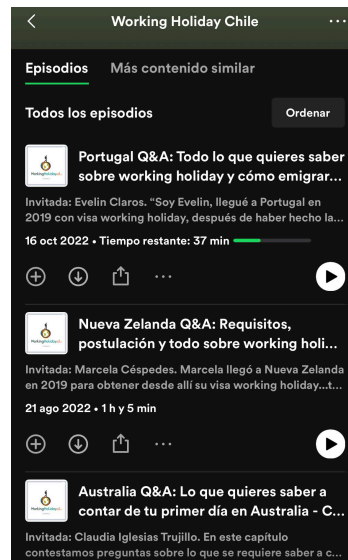 Working Holiday Chile
Episodios Más contenido similar
Todos los episodios
Ordenar
Portugal Q&A: Todo lo que quieres saber
sobre working holiday y cómo emigrar...
Invitada: Evelin Claros. "Soy Evelin, llegué a Portugal en
2019 con visa working holiday, después de haber hecho la...
16 oct 2022 • Tiempo restante: 37 min
Nueva Zelanda Q&A: Requisitos,
postulación y todo sobre working holi...
Invitada: Marcela Céspedes. Marcela llegó a Nueva Zelanda
en 2019 para obtener desde allí su visa working holiday...t...
21 ago 2022 • 1 h y 5 min
Australia Q&A: Lo que quieres saber a
contar de tu primer día en Australia - C...
Invitada: Claudia Iglesias Trujillo. En este capítulo
contestamos preguntas sobre lo que se requiere saber a c...